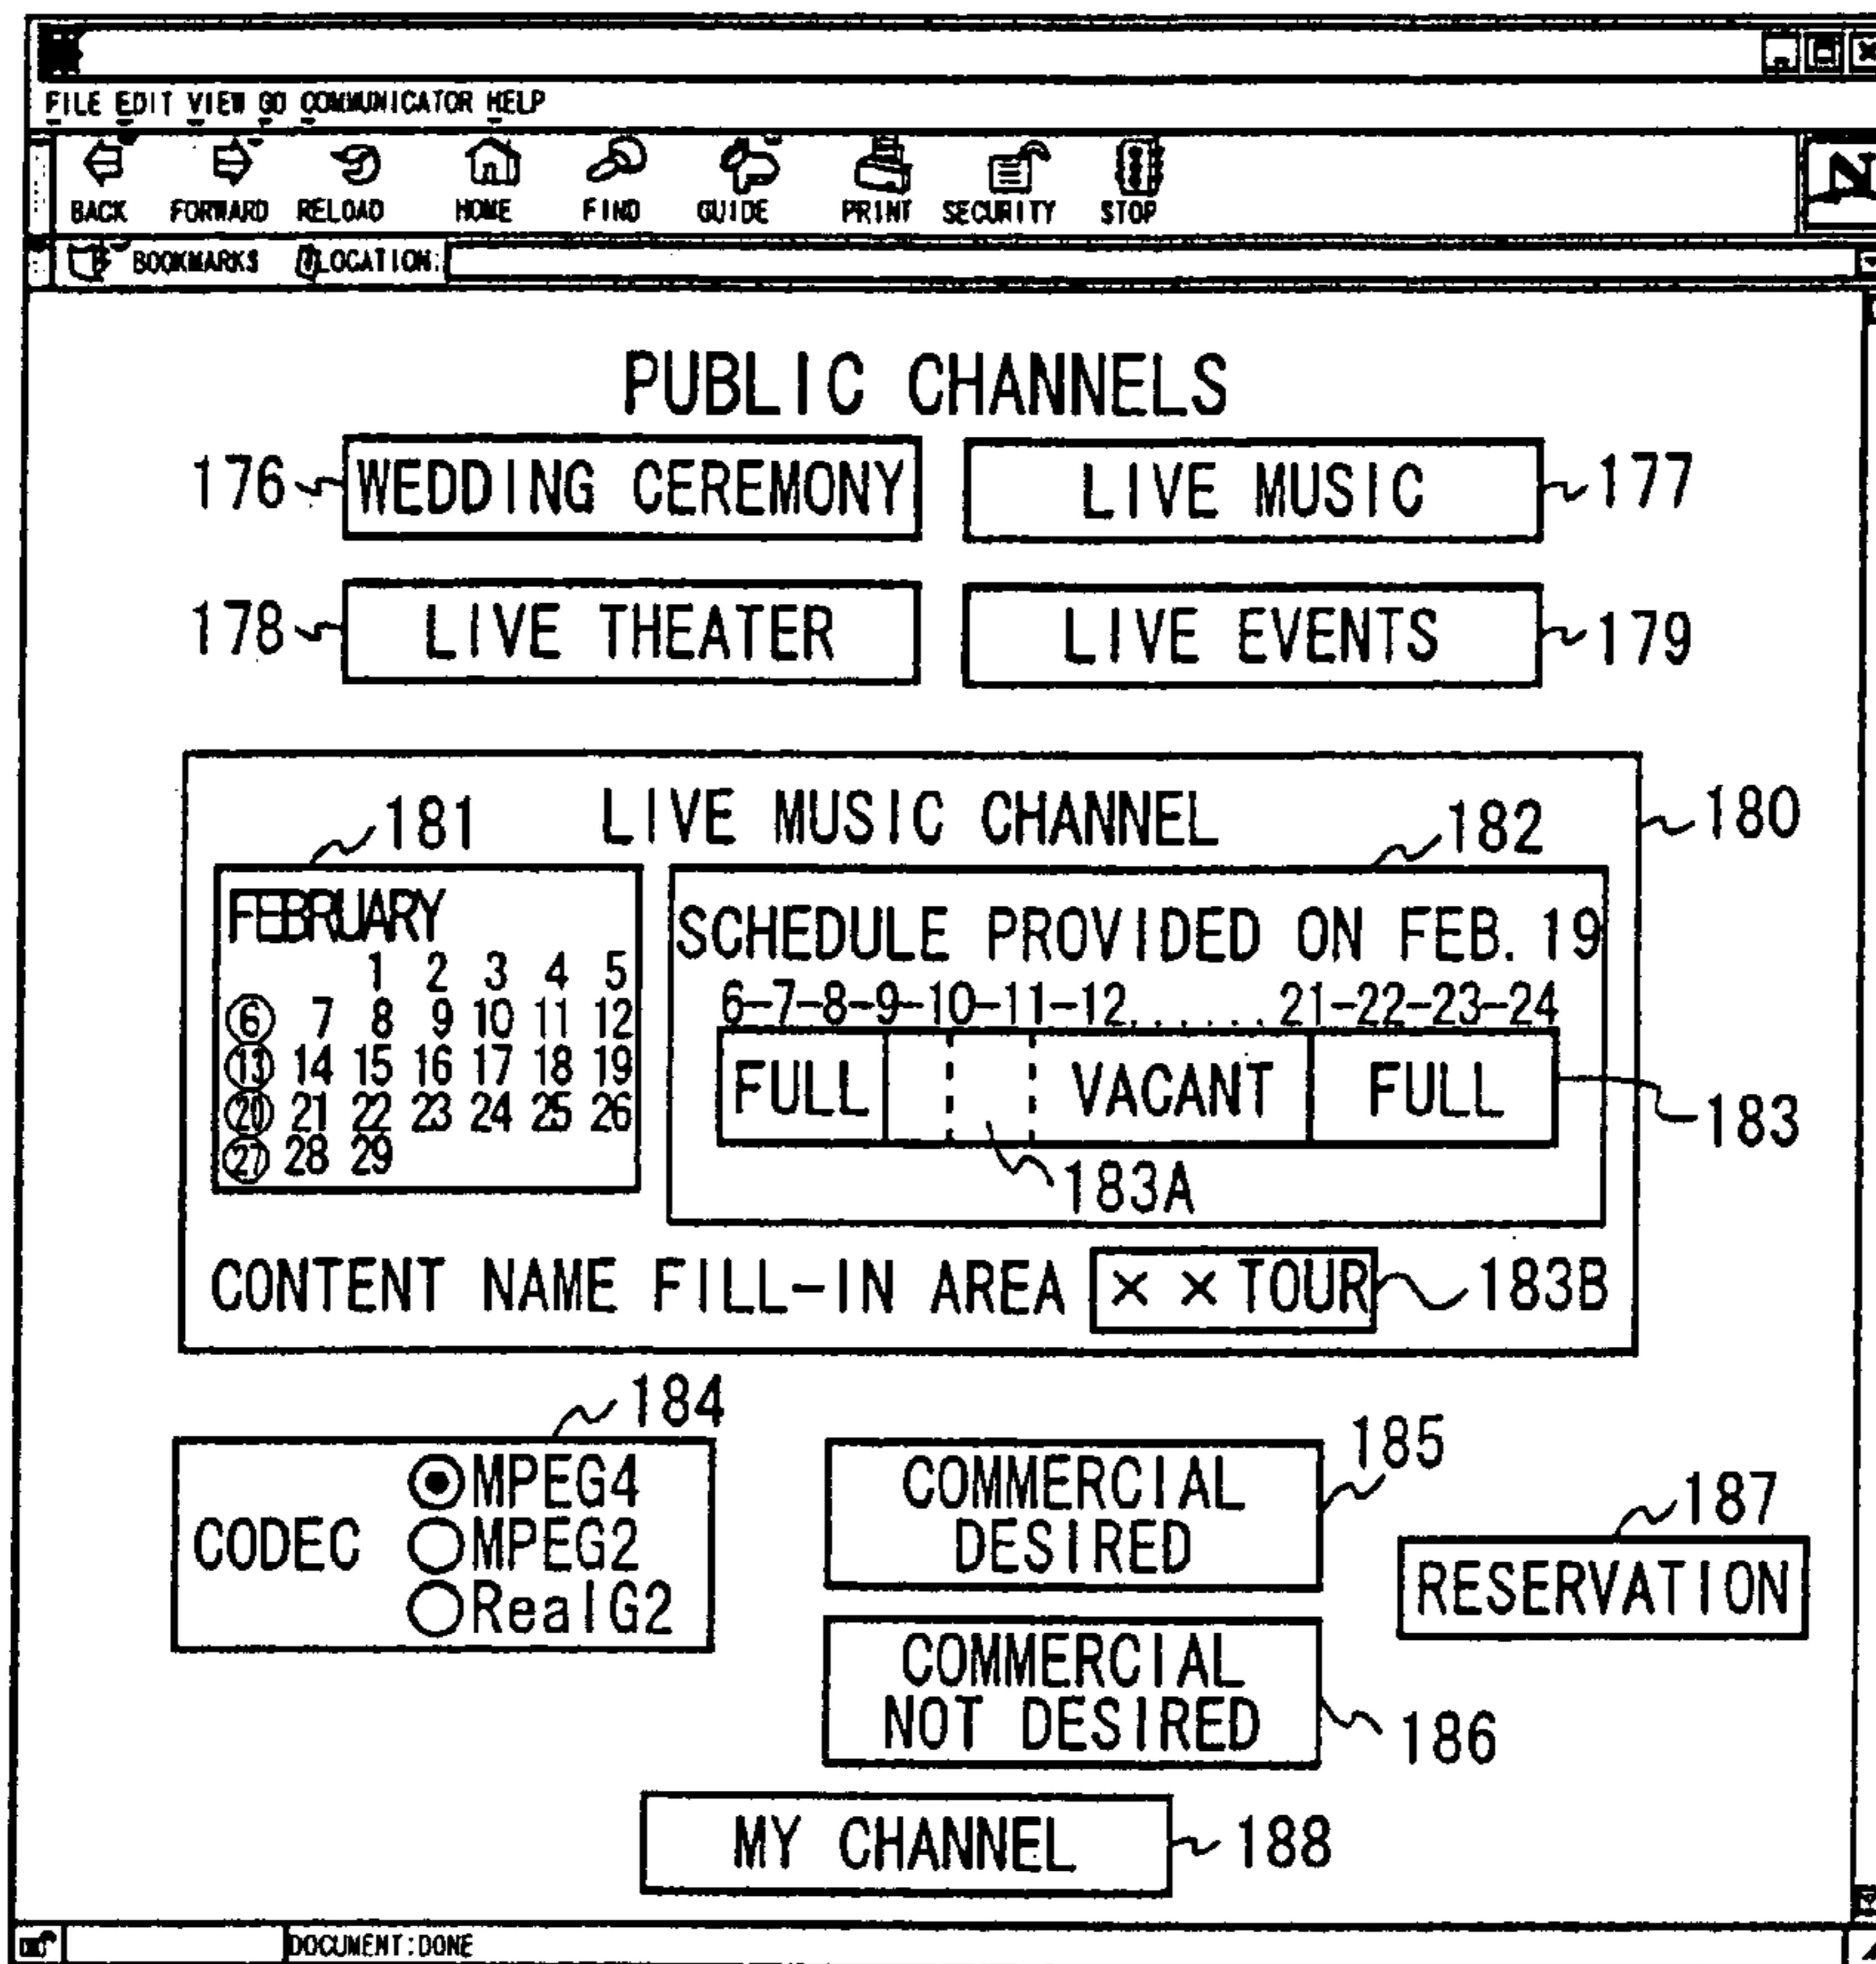 FILE EDIT VIEW GO COMMUNICATOR HELP
BACK FORWARD RELOAD HOME FIND GUIDE PRINT SECURITY STOP
N
BOOKMARKS LOCATION:
PUBLIC CHANNELS
176 WEDDING CEREMONY LIVE MUSIC 177
178 LIVE THEATER LIVE EVENTS 179
LIVE MUSIC CHANNEL 180
181 182
FEBRUARY
1 2 3 4 5
6 7 8 9 10 11 12
13 14 15 16 17 18 19
20 21 22 23 24 25 26
27 28 29
SCHEDULE PROVIDED ON FEB. 19
6-7-8-9-10-11-12......21-22-23-24
FULL VACANT FULL
183
183A
CONTENT NAME FILL-IN AREA ××TOUR 183B
184
CODEC
MPEG4
MPEG2
RealG2
COMMERCIAL
DESIRED
185
187
RESERVATION
COMMERCIAL
NOT DESIRED
186
MY CHANNEL 188
DOCUMENT:DONE